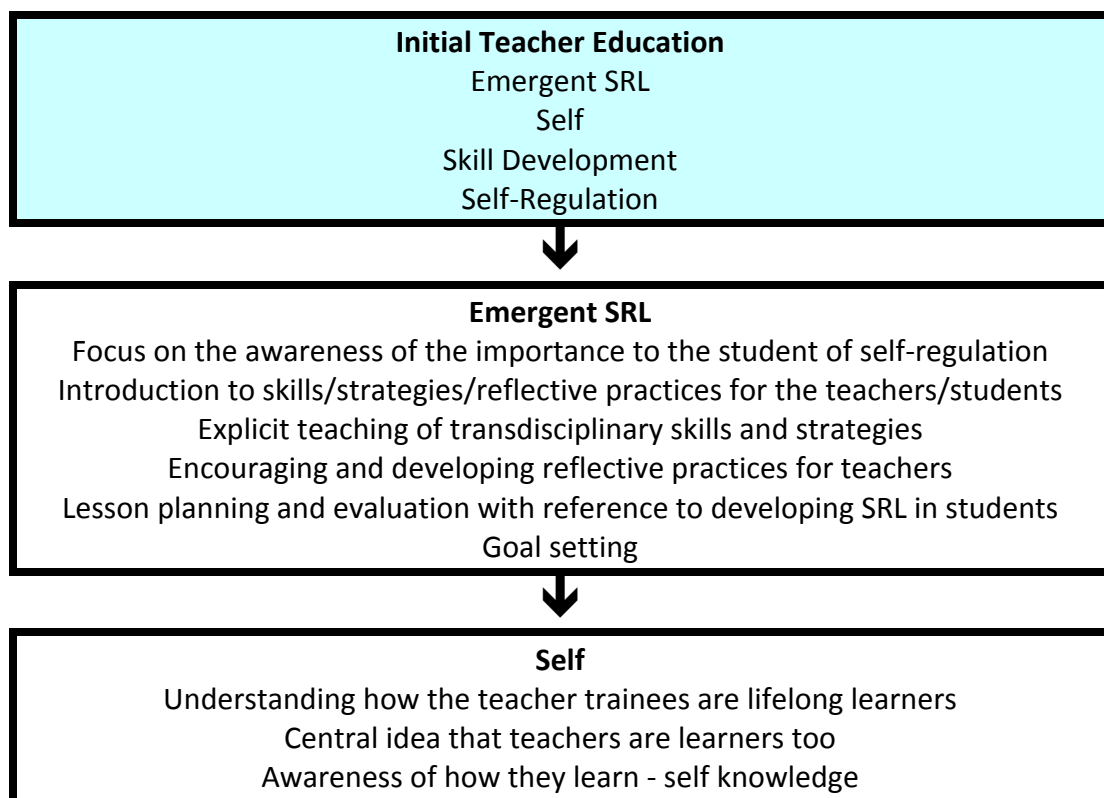 Initial Teacher Education
Emergent SRL
Self
Skill Development
Self-Regulation
Emergent SRL
Focus on the awareness of the importance to the student of self-regulation
Introduction to skills/strategies/reflective practices for the teachers/students
Explicit teaching of transdisciplinary skills and strategies
Encouraging and developing reflective practices for teachers
Lesson planning and evaluation with reference to developing SRL in students
Goal setting
Self
Understanding how the teacher trainees are lifelong learners
Central idea that teachers are learners too
Awareness of how they learn - self knowledge